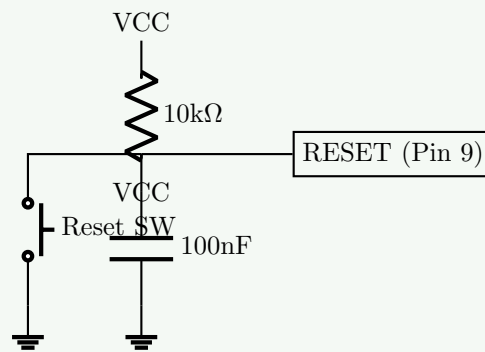 VCC
10kΩ
RESET (Pin 9)
VCC
Reset SW
100nF